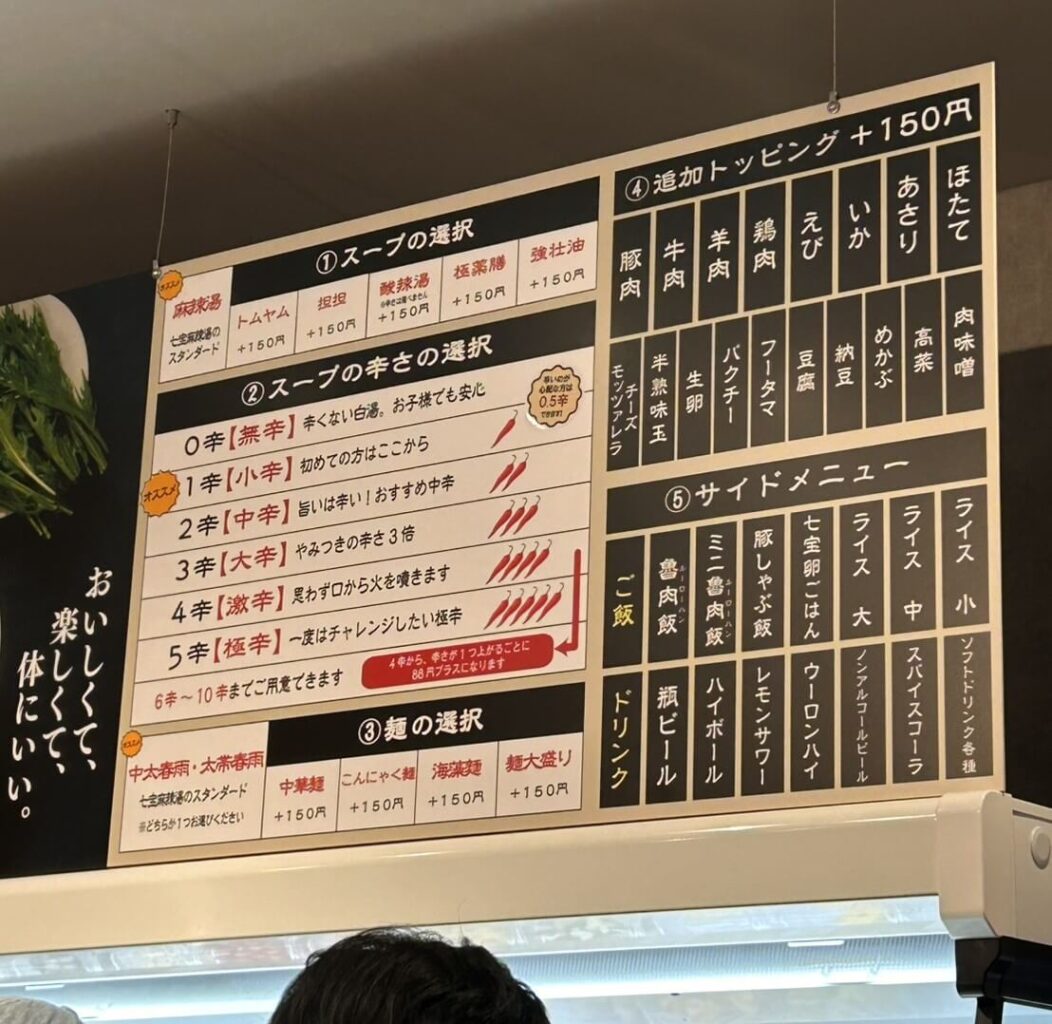 おいしくて、
楽しくて、
体にいい。
①スープの選択
オススメ
麻辣湯
七宝麻辣湯の
スタンダード
トムヤム
+150円
担担
+150円
酸辣湯
※辛さは選べません
+150円
極薬膳
+150円
強壮油
+150円
②スープの辛さの選択
辛いのが
心配な方は
0.5辛
できます!
0辛【無辛】辛くない白湯。お子様でも安心
オススメ
1辛【小辛】初めての方はここから
2辛【中辛】旨いは辛い!おすすめ中辛
3辛【大辛】やみつきの辛さ3倍
4辛【激辛】思わず口から火を噴きます
5辛【極辛】一度はチャレンジしたい極辛
6辛~10辛までご用意できます
4辛から、辛さが1つ上がるごとに
88円プラスになります
③麺の選択
オススメ
中太春雨・太帯春雨
七宝麻辣湯のスタンダード
※どちらか1つお選びください
中華麺
+150円
こんにゃく麺
+150円
海藻麺
+150円
麺大盛り
+150円
④追加トッピング+150円
豚肉
牛肉
羊肉
鶏肉
えび
いか
あさり
ほたて
モッツァレラ
チーズ
半熟味玉
生卵
パクチー
フータマ
豆腐
納豆
めかぶ
高菜
肉味噌
⑤サイドメニュー
ご飯
魯肉飯
ルーローハン
ミニ魯肉飯
ルーローハン
豚しゃぶ飯
七宝卵ごはん
ライス 大
ライス 中
ライス 小
ドリンク
瓶ビール
ハイボール
レモンサワー
ウーロンハイ
ノンアルコールビール
スパイスコーラ
ソフトドリンク各種